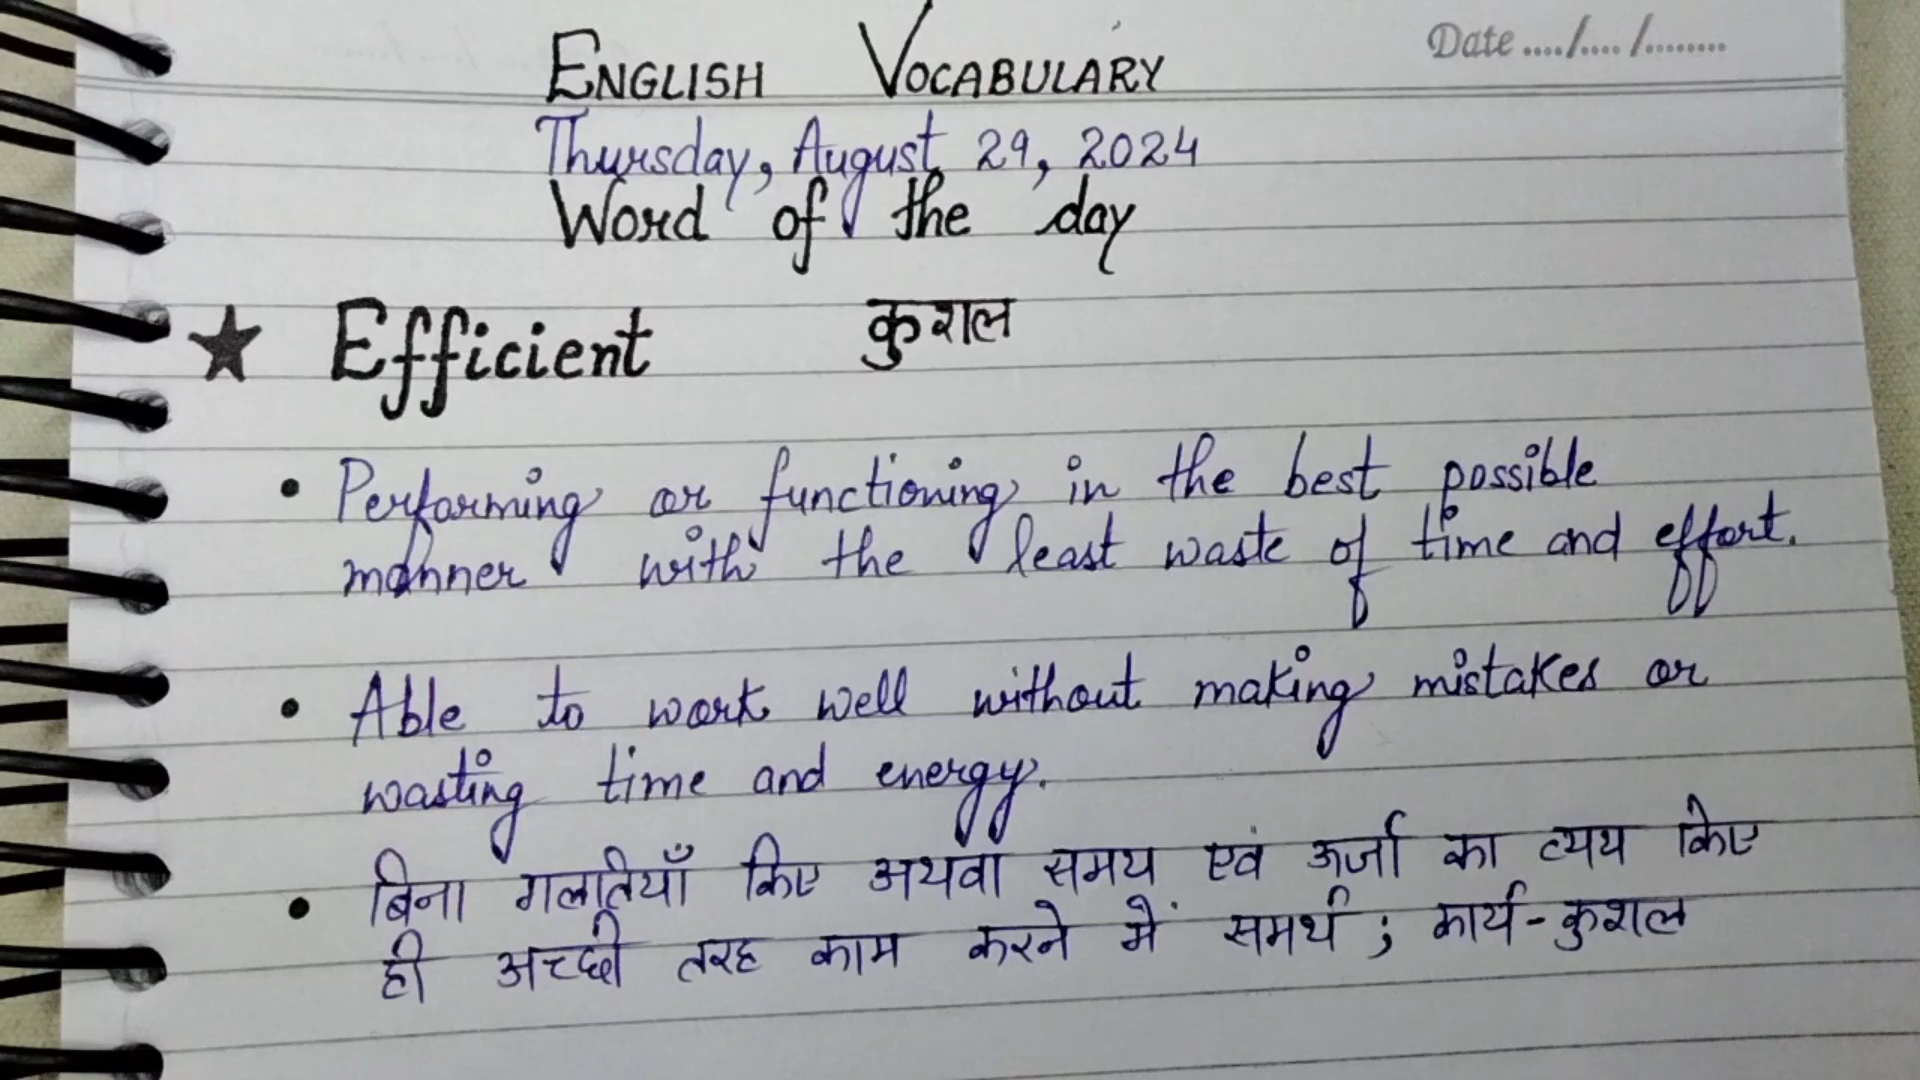 Date ..../..../........
ENGLISH VOCABULARY
Thursday, August 29, 2024
Word of the day
★ Efficient कुशल
• Performing or functioning in the best possible
manner with the least waste of time and effort.
• Able to work well without making mistakes or
wasting time and energy.
• बिना गलतियाँ किए अथवा समय एवं ऊर्जा का व्यय किए
ही अच्छी तरह काम करने में समर्थ ; कार्य-कुशल